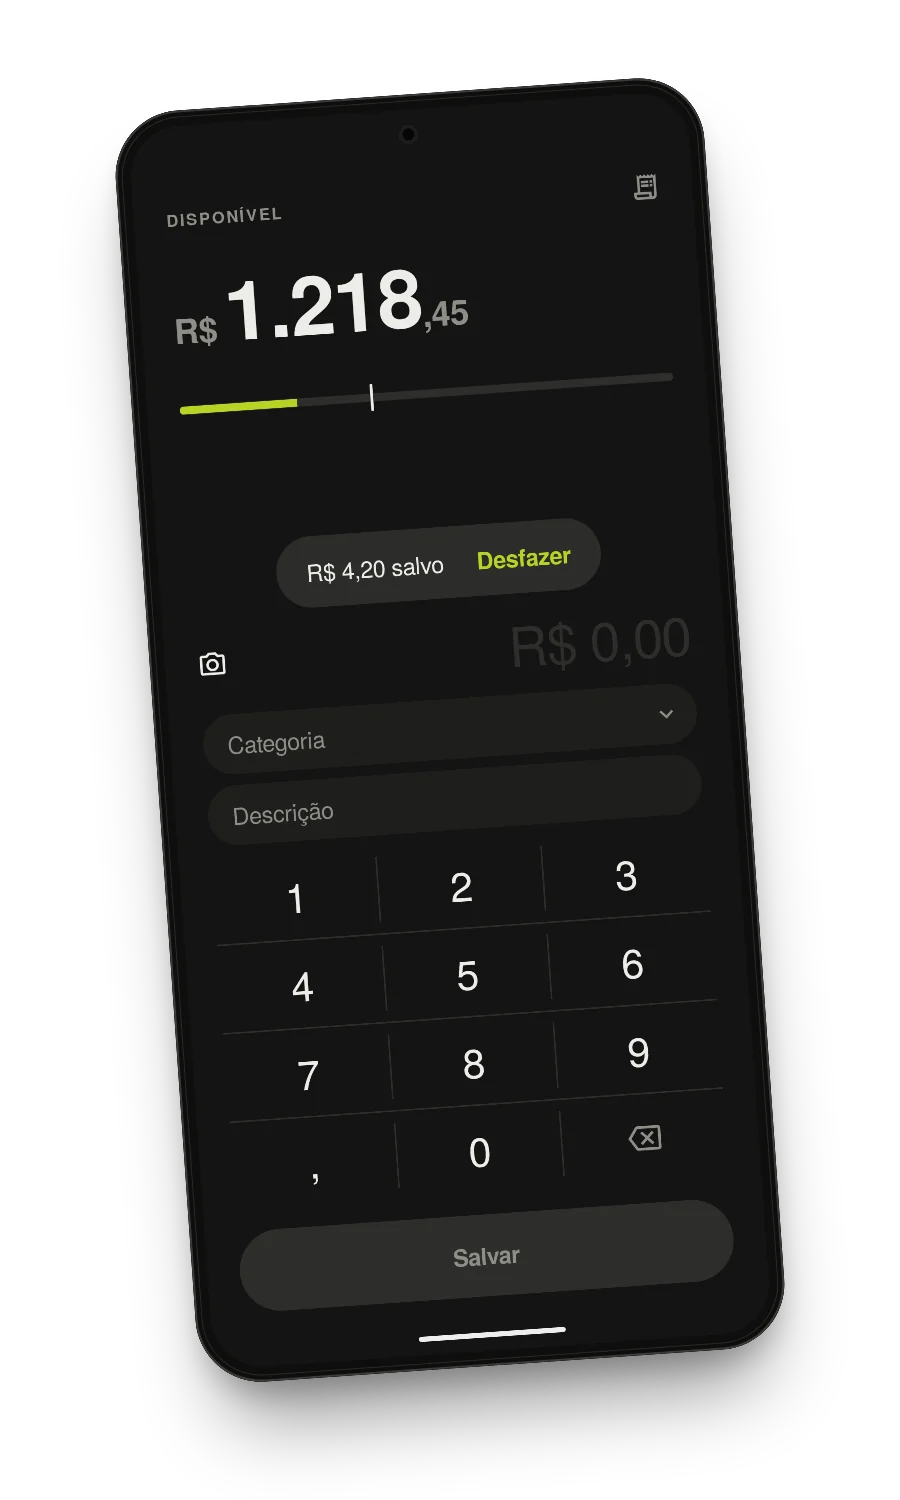 DISPONÍVEL
R$ 1.218,45
R$ 4,20 salvo Desfazer
R$ 0,00
Categoria
Descrição
1 2 3
4 5 6
7 8 9
, 0
Salvar